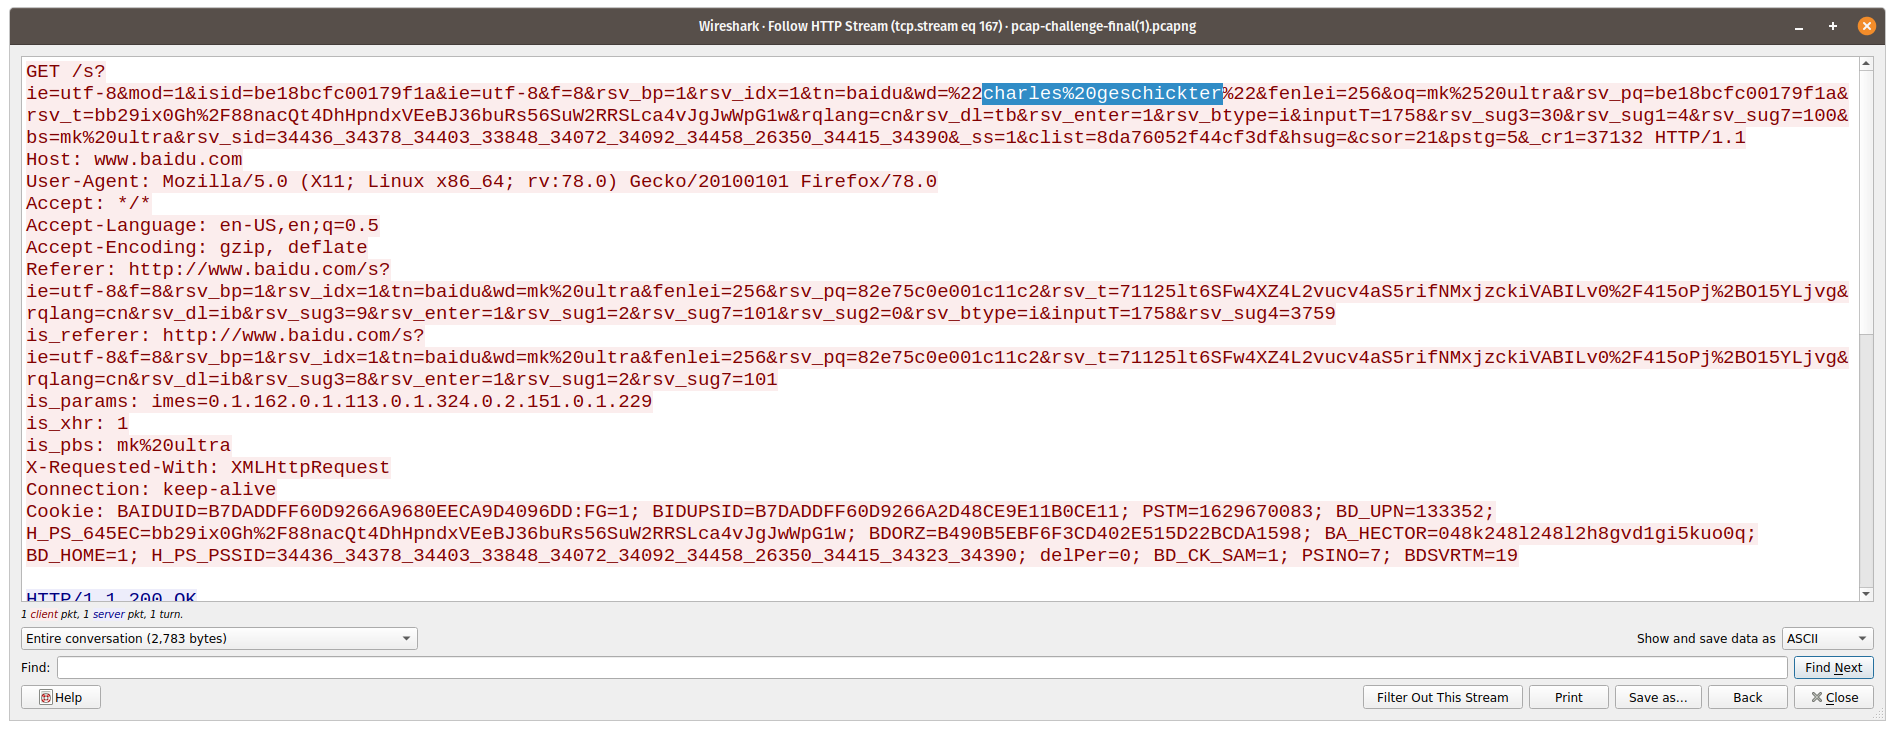 Wireshark · Follow HTTP Stream (tcp.stream eq 167) · pcap-challenge-final(1).pcapng
GET /s?
ie=utf-8&mod=1&isid=be18bcfc00179f1a&ie=utf-8&f=8&rsv_bp=1&rsv_idx=1&tn=baidu&wd=%22charles%20geschickter%22&fenlei=256&oq=mk%2520ultra&rsv_pq=be18bcfc00179f1a&
rsv_t=bb29ix0Gh%2F88nacQt4DhHpndxVEeBJ36buRs56SuW2RRSLca4vJgJwWpG1w&rqlang=cn&rsv_dl=tb&rsv_enter=1&rsv_btype=i&inputT=1758&rsv_sug3=30&rsv_sug1=4&rsv_sug7=100&
bs=mk%20ultra&rsv_sid=34436_34378_34403_33848_34072_34092_34458_26350_34415_34390&_ss=1&clist=8da76052f44cf3df&hsug=&csor=21&pstg=5&_cr1=37132 HTTP/1.1
Host: www.baidu.com
User-Agent: Mozilla/5.0 (X11; Linux x86_64; rv:78.0) Gecko/20100101 Firefox/78.0
Accept: */*
Accept-Language: en-US,en;q=0.5
Accept-Encoding: gzip, deflate
Referer: http://www.baidu.com/s?
ie=utf-8&f=8&rsv_bp=1&rsv_idx=1&tn=baidu&wd=mk%20ultra&fenlei=256&rsv_pq=82e75c0e001c11c2&rsv_t=71125lt6SFw4XZ4L2vucv4aS5rifNMxjzckiVABILv0%2F415oPj%2BO15YLjvg&
rqlang=cn&rsv_dl=ib&rsv_sug3=9&rsv_enter=1&rsv_sug1=2&rsv_sug7=101&rsv_sug2=0&rsv_btype=i&inputT=1758&rsv_sug4=3759
is_referer: http://www.baidu.com/s?
ie=utf-8&f=8&rsv_bp=1&rsv_idx=1&tn=baidu&wd=mk%20ultra&fenlei=256&rsv_pq=82e75c0e001c11c2&rsv_t=71125lt6SFw4XZ4L2vucv4aS5rifNMxjzckiVABILv0%2F415oPj%2BO15YLjvg&
rqlang=cn&rsv_dl=ib&rsv_sug3=8&rsv_enter=1&rsv_sug1=2&rsv_sug7=101
is_params: imes=0.1.162.0.1.113.0.1.324.0.2.151.0.1.229
is_xhr: 1
is_pbs: mk%20ultra
X-Requested-With: XMLHttpRequest
Connection: keep-alive
Cookie: BAIDUID=B7DADDFF60D9266A9680EECA9D4096DD:FG=1; BIDUPSID=B7DADDFF60D9266A2D48CE9E11B0CE11; PSTM=1629670083; BD_UPN=133352;
H_PS_645EC=bb29ix0Gh%2F88nacQt4DhHpndxVEeBJ36buRs56SuW2RRSLca4vJgJwWpG1w; BDORZ=B490B5EBF6F3CD402E515D22BCDA1598; BA_HECTOR=048k248l248l2h8gvd1gi5kuo0q;
BD_HOME=1; H_PS_PSSID=34436_34378_34403_33848_34072_34092_34458_26350_34415_34323_34390; delPer=0; BD_CK_SAM=1; PSINO=7; BDSVRTM=19
HTTP/1.1 200 OK
1 client pkt, 1 server pkt, 1 turn.
Entire conversation (2,783 bytes)
Show and save data as ASCII
Find:
Find Next
Help
Filter Out This Stream
Print
Save as...
Back
Close